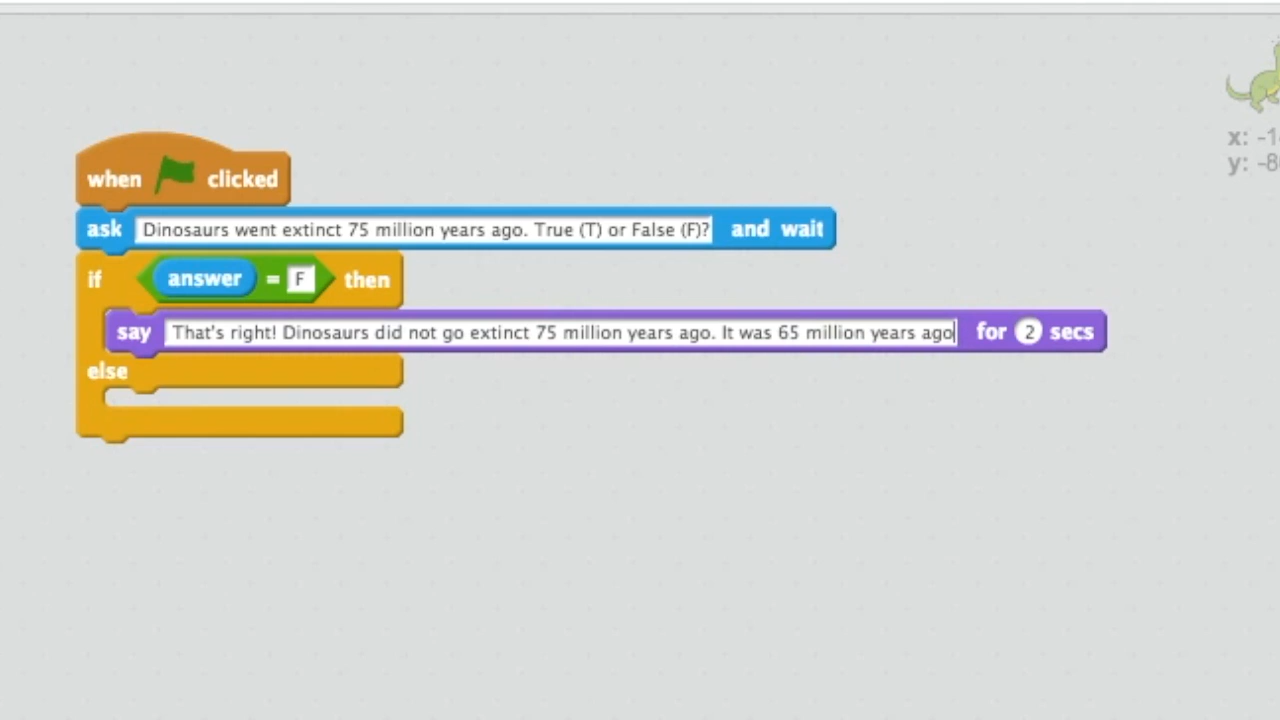 when clicked
ask Dinosaurs went extinct 75 million years ago. True (T) or False (F)? and wait
if answer = F then
say That's right! Dinosaurs did not go extinct 75 million years ago. It was 65 million years ago for 2 secs
else
x: -1
y: -8